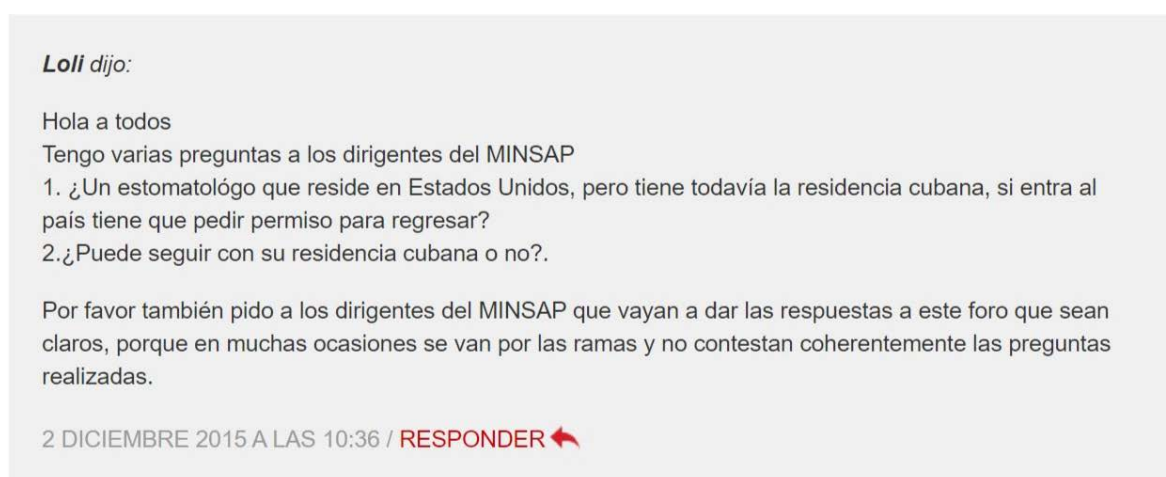 Loli dijo:
Hola a todos
Tengo varias preguntas a los dirigentes del MINSAP
1. ¿Un estomatológo que reside en Estados Unidos, pero tiene todavía la residencia cubana, si entra al
país tiene que pedir permiso para regresar?
2.¿Puede seguir con su residencia cubana o no?.
Por favor también pido a los dirigentes del MINSAP que vayan a dar las respuestas a este foro que sean
claros, porque en muchas ocasiones se van por las ramas y no contestan coherentemente las preguntas
realizadas.
2 DICIEMBRE 2015 A LAS 10:36 / RESPONDER